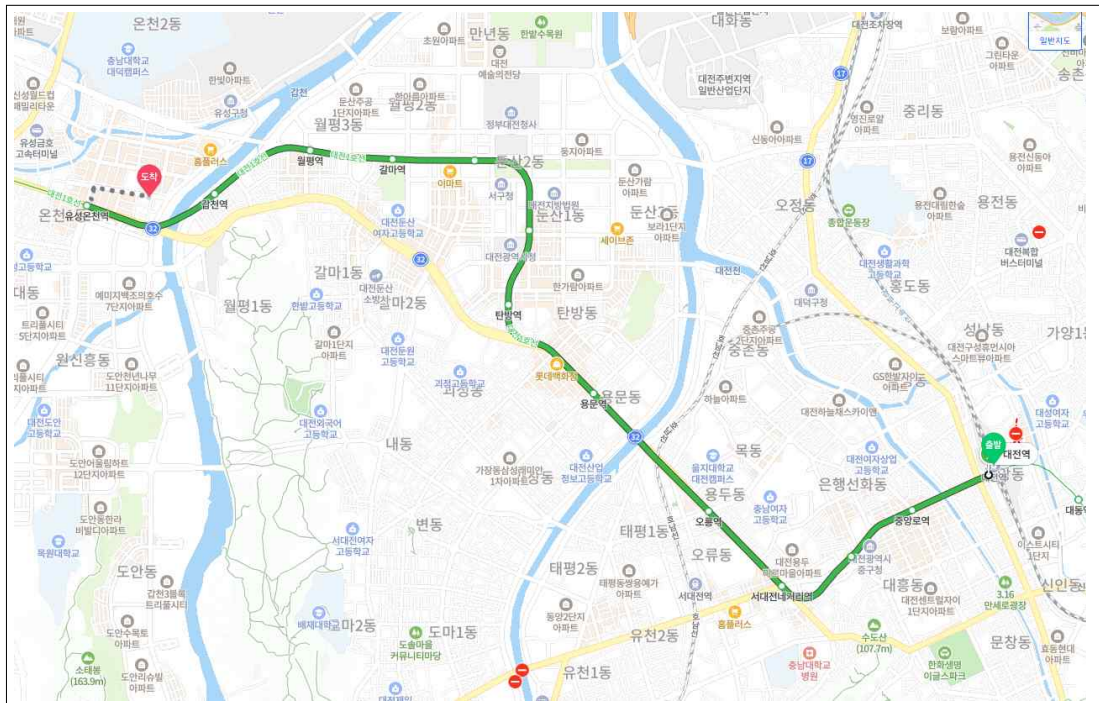 온천2동
만년동
한밭수목원
대화동
대전조차장역
보람아파트
일반지도
초원아파트
충남대학교
대덕캠퍼스
대전
예술의전당
그린타운
아파트
송촌
한빛아파트
갑천
17
대전주변지역
일반산업단지
신성월드컵
패밀리타운
유성구청
둔산주공
1단지아파트
한아름아파트
월평2동
정부대전청사
영진로얄
아파트
중리동
유성금호
고속터미널
월평3동
신동아아파트
용전신동아
아파트
홈플러스
월평역
대전1호선
갈마역
둔산2동
둥지아파트
17
도착
이마트
서구청
둔산가람
아파트
오정동
용전동
대전1호선
대전1호선
갑천역
대전지방법원
둔산1동
보라1단지
아파트
용전대림한숲
아파트
종합운동장
온천
유성온천역
32
대전둔산
여자고등학교
세이브존
대전복합
버스터미널
32
대전광역시청
대전생활과학
고등학교
갈마1동
대전둔산
소방서
한가람아파트
대전천
홍도동
예미지백조의호수
7단지아파트
월평1동
한밭고등학교
갈마2동
대덕구청
트리풀시티
5단지아파트
탄방역
탄방동
중촌주공
2단지아파트
성남동
가양1동
원신흥동
갈마1단지
아파트
대전둔원
고등학교
중촌동
대전구성휴먼시아
스마트뷰아파트
도안천년나무
11단지아파트
괴정고등학교
괴정동
롯데백화점
GS한밭자이
아파트
용문역
용문동
하늘아파트
대전도안
고등학교
대전외국어
고등학교
대전하늘채스카이앤
대성여자
고등학교
내동
32
목동
출발
대전역
도안어울림하트
12단지아파트
가장동삼성래미안
1차아파트
대전산업
정보고등학교
을지대학교
대전캠퍼스
대전여자상업
고등학교
용두동
은행선화동
도안동한라
비발디아파트
변동
충남여자
고등학교
중앙로역
대동역
목원대학교
서대전여자
고등학교
태평1동
오룡역
이스트시티
1단지
도안동
오류동
대전광역시
중구청
태평2동
신인동
갑천3블록
트리풀시티
태평동쌍용예가
아파트
서대전역
서대전네거리역
대흥동
3.16
만세로광장
대전센트럴자이
1단지아파트
배재대학교
도마1동
동양2단지
아파트
홈플러스
도안수목토
아파트
도솔마을
커뮤니티마당
유천2동
수도산
(107.7m)
문창동
효동현대
아파트
소태봉
(163.9m)
도안리슈빌
아파트
유천1동
충남대학교
병원
한화생명
이글스파크